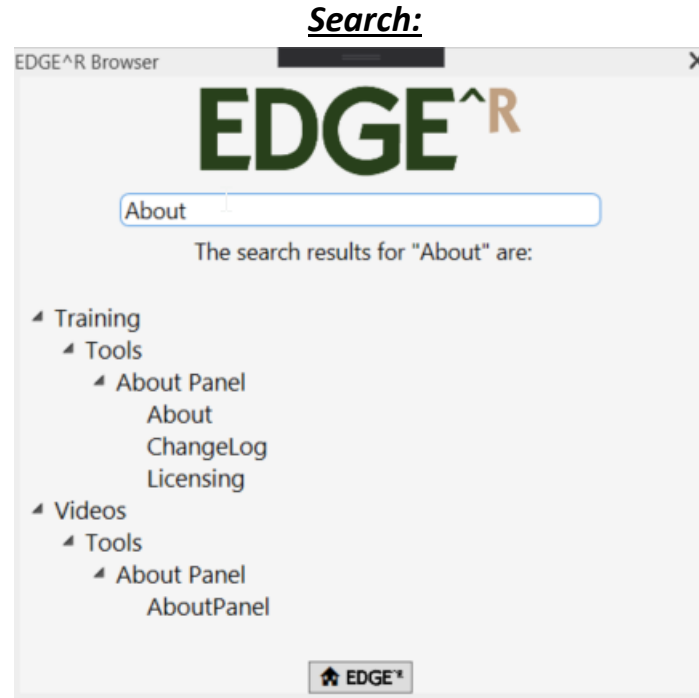 Search:
EDGE^R Browser
EDGE^R
About
The search results for "About" are:
Training
Tools
About Panel
About
ChangeLog
Licensing
Videos
Tools
About Panel
AboutPanel
EDGE^R